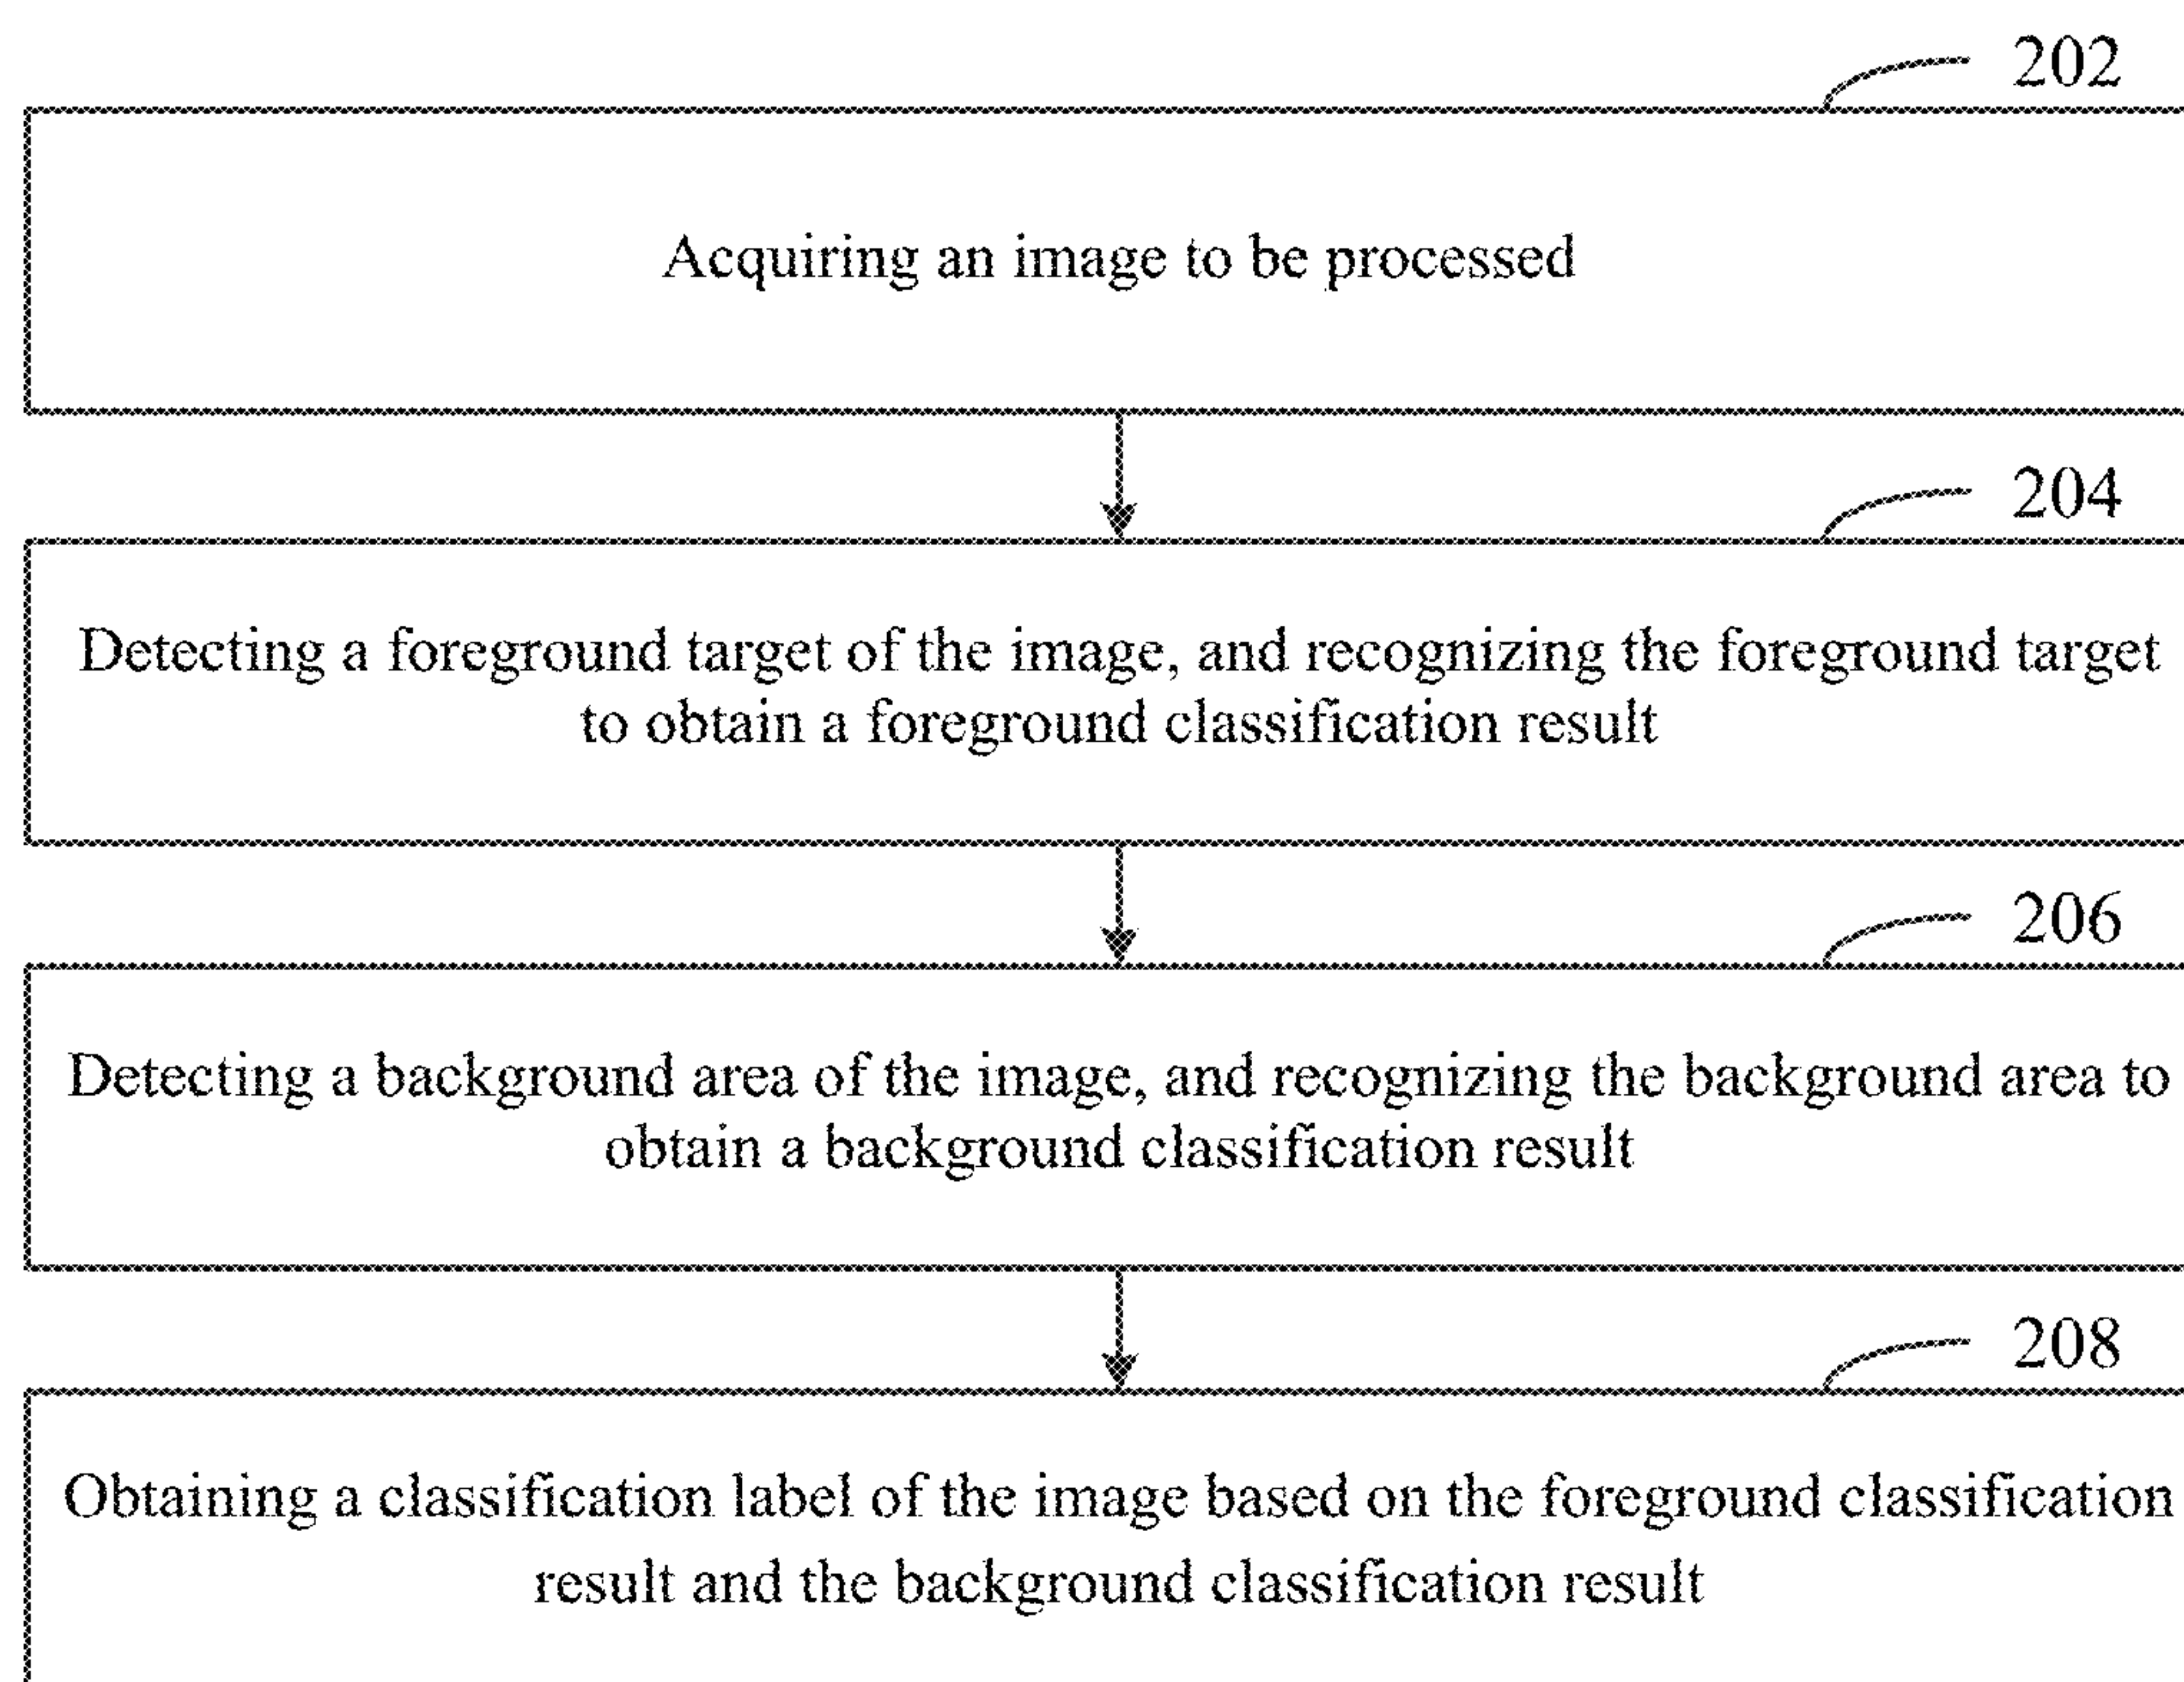 202
Acquiring an image to be processed
204
Detecting a foreground target of the image, and recognizing the foreground target
to obtain a foreground classification result
206
Detecting a background area of the image, and recognizing the background area to
obtain a background classification result
208
Obtaining a classification label of the image based on the foreground classification
result and the background classification result